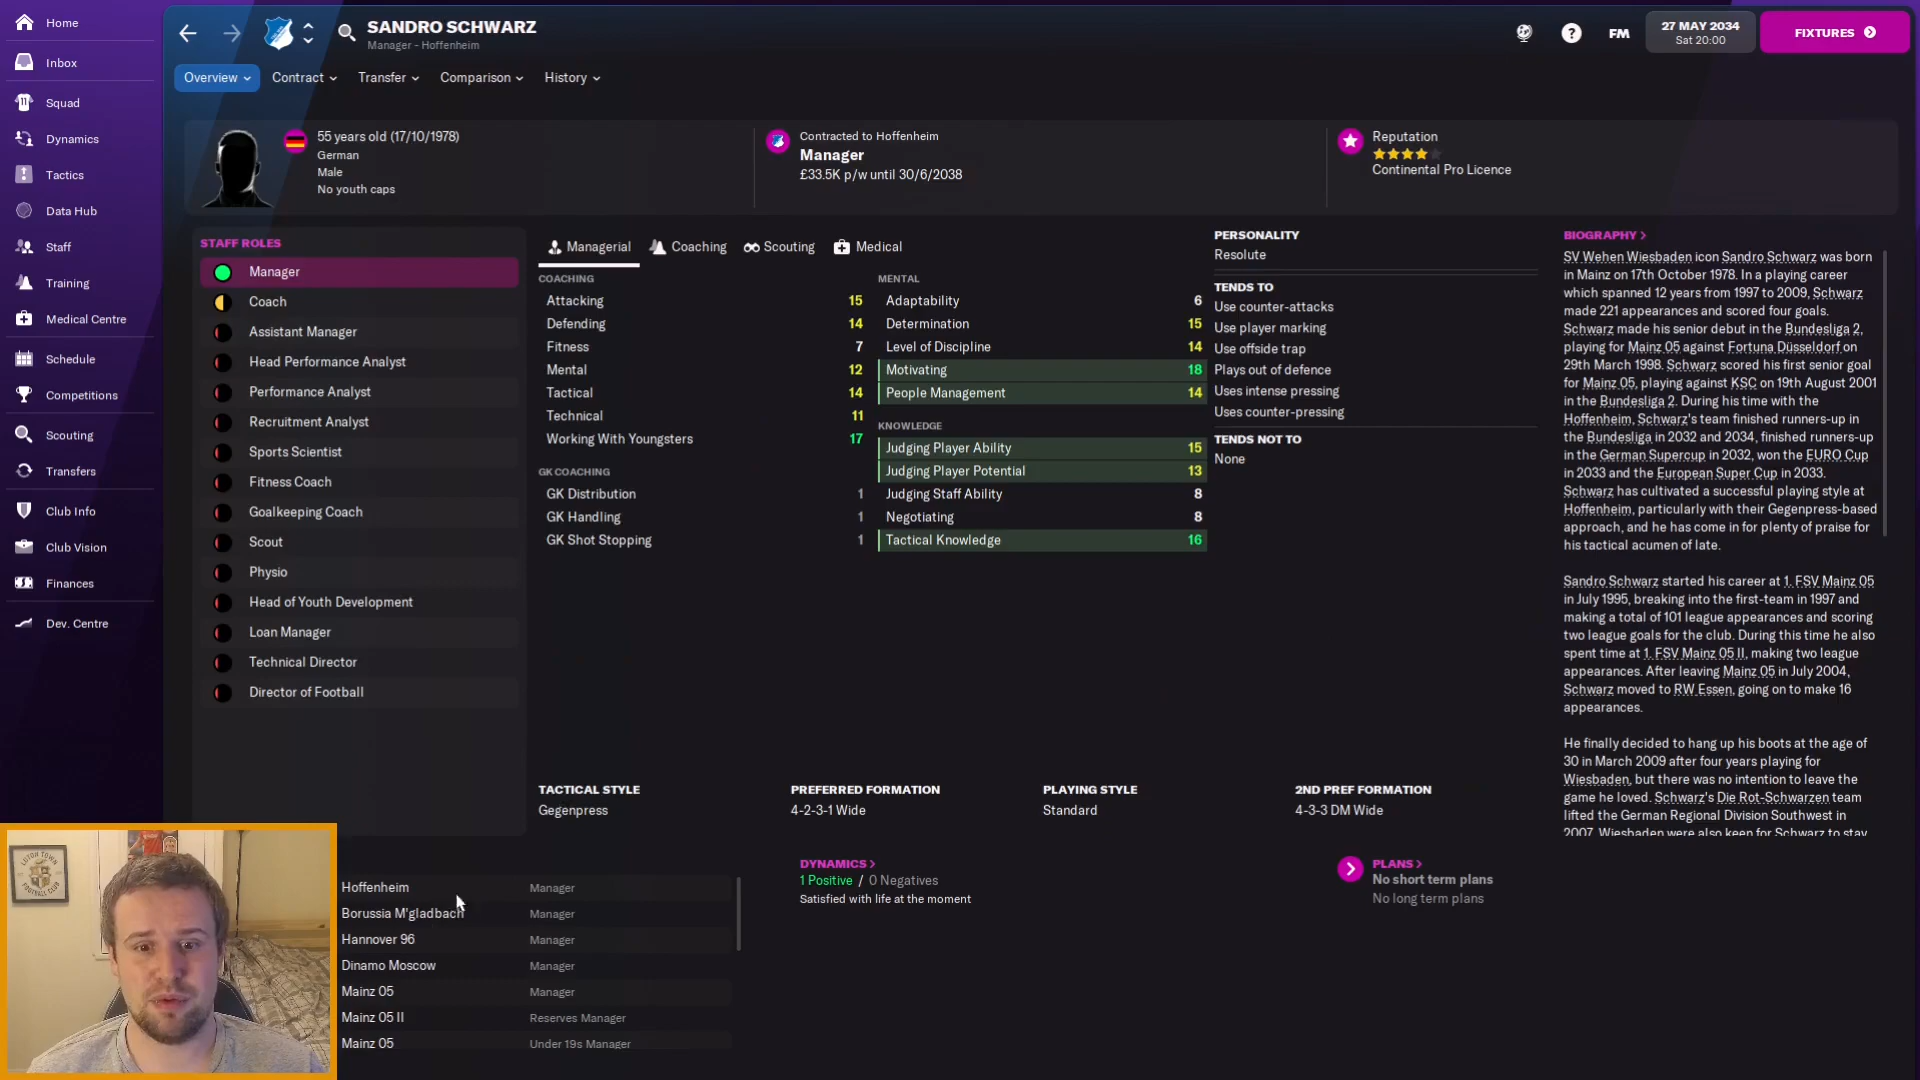 Home
Inbox
Squad
Dynamics
Tactics
Data Hub
Staff
Training
Medical Centre
Schedule
Competitions
Scouting
Transfers
Club Info
Club Vision
Finances
Dev. Centre
SANDRO SCHWARZ
Manager - Hoffenheim
FM
27 MAY 2034
Sat 20:00
FIXTURES
Overview
Contract
Transfer
Comparison
History
55 years old (17/10/1978)
German
Male
No youth caps
Contracted to Hoffenheim
Manager
£33.5K p/w until 30/6/2038
Reputation
Continental Pro Licence
STAFF ROLES
Manager
Coach
Assistant Manager
Head Performance Analyst
Performance Analyst
Recruitment Analyst
Sports Scientist
Fitness Coach
Goalkeeping Coach
Scout
Physio
Head of Youth Development
Loan Manager
Technical Director
Director of Football
Managerial
Coaching
Scouting
Medical
COACHING
Attacking 15
Defending 14
Fitness 7
Mental 12
Tactical 14
Technical 11
Working With Youngsters 17
GK COACHING
GK Distribution 1
GK Handling 1
GK Shot Stopping 1
MENTAL
Adaptability 6
Determination 15
Level of Discipline 14
Motivating 18
People Management 14
KNOWLEDGE
Judging Player Ability 15
Judging Player Potential 13
Judging Staff Ability 8
Negotiating 8
Tactical Knowledge 16
PERSONALITY
Resolute
TENDS TO
Use counter-attacks
Use player marking
Use offside trap
Plays out of defence
Uses intense pressing
Uses counter-pressing
TENDS NOT TO
None
BIOGRAPHY >
SV Wehen Wiesbaden icon Sandro Schwarz was born
in Mainz on 17th October 1978. In a playing career
which spanned 12 years from 1997 to 2009, Schwarz
made 221 appearances and scored four goals.
Schwarz made his senior debut in the Bundesliga 2,
playing for Mainz 05 against Fortuna Düsseldorf on
29th March 1998. Schwarz scored his first senior goal
for Mainz 05, playing against KSC on 19th August 2001
in the Bundesliga 2. During his time with the
Hoffenheim, Schwarz's team finished runners-up in
the Bundesliga in 2032 and 2034, finished runners-up
in the German Supercup in 2032, won the EURO Cup
in 2033 and the European Super Cup in 2033.
Schwarz has cultivated a successful playing style at
Hoffenheim, particularly with their Gegenpress-based
approach, and he has come in for plenty of praise for
his tactical acumen of late.
Sandro Schwarz started his career at 1. FSV Mainz 05
in July 1995, breaking into the first-team in 1997 and
making a total of 101 league appearances and scoring
two league goals for the club. During this time he also
spent time at 1. FSV Mainz 05 II, making two league
appearances. After leaving Mainz 05 in July 2004,
Schwarz moved to RW Essen, going on to make 16
appearances.
He finally decided to hang up his boots at the age of
30 in March 2009 after four years playing for
Wiesbaden, but there was no intention to leave the
game he loved. Schwarz's Die Rot-Schwarzen team
lifted the German Regional Division Southwest in
2007. Wiesbaden were also keen for Schwarz to stay
TACTICAL STYLE
Gegenpress
PREFERRED FORMATION
4-2-3-1 Wide
PLAYING STYLE
Standard
2ND PREF FORMATION
4-3-3 DM Wide
Hoffenheim Manager
Borussia M'gladbach Manager
Hannover 96 Manager
Dinamo Moscow Manager
Mainz 05 Manager
Mainz 05 II Reserves Manager
Mainz 05 Under 19s Manager
DYNAMICS >
1 Positive / 0 Negatives
Satisfied with life at the moment
PLANS >
No short term plans
No long term plans
LUTON TOWN